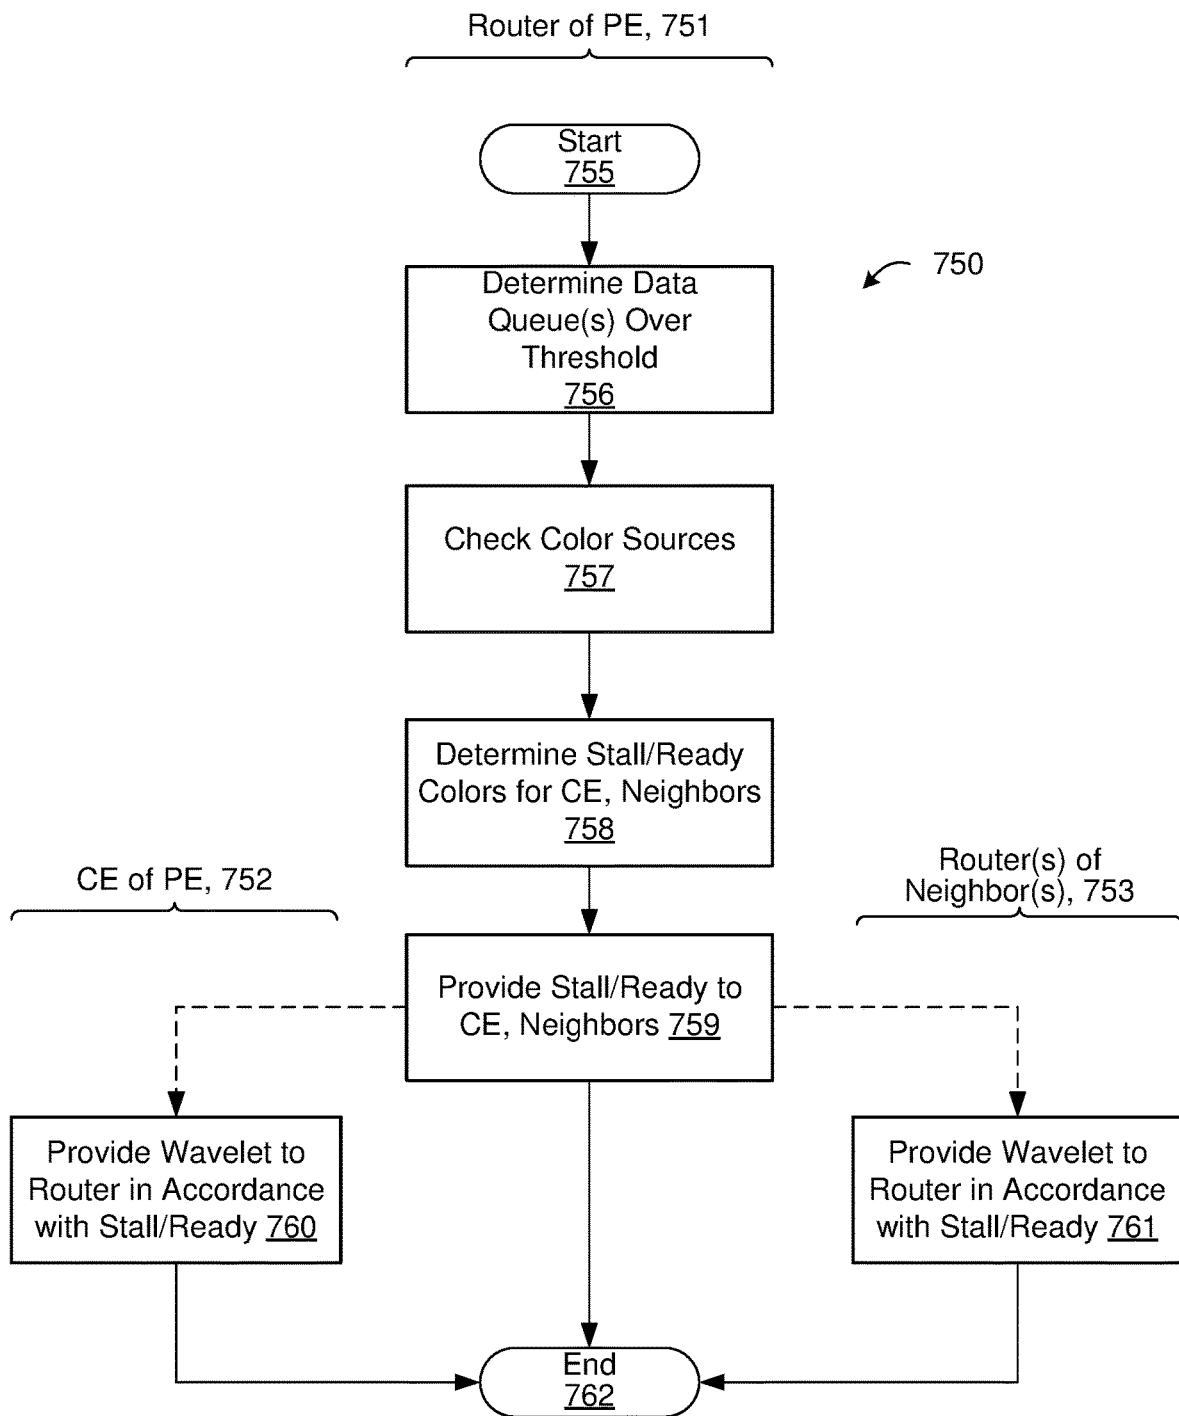 Router of PE, 751
Start
755
750
Determine Data
Queue(s) Over
Threshold
756
Check Color Sources
757
Determine Stall/Ready
Colors for CE, Neighbors
758
CE of PE, 752
Router(s) of
Neighbor(s), 753
Provide Stall/Ready to
CE, Neighbors 759
Provide Wavelet to
Router in Accordance
with Stall/Ready 760
Provide Wavelet to
Router in Accordance
with Stall/Ready 761
End
762